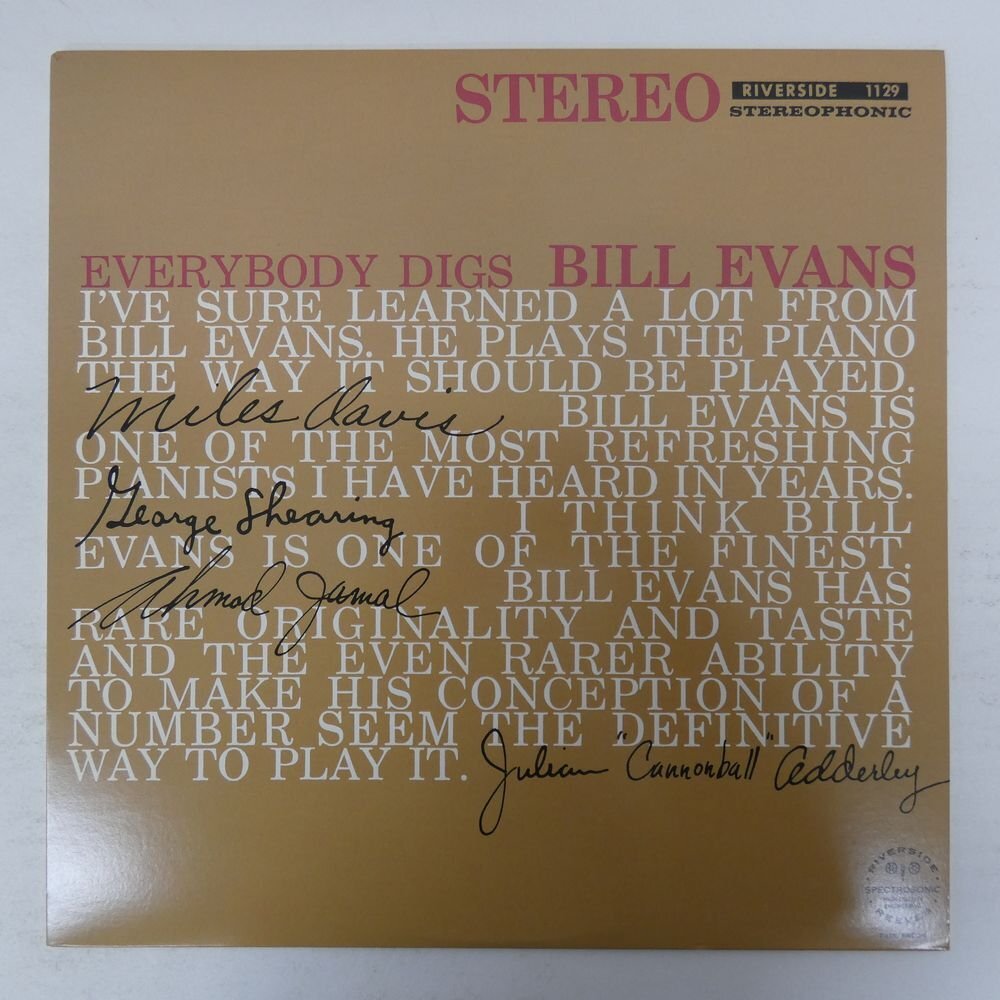 STEREO RIVERSIDE 1129
STEREOPHONIC
EVERYBODY DIGS BILL EVANS
I'VE SURE LEARNED A LOT FROM
BILL EVANS. HE PLAYS THE PIANO
THE WAY IT SHOULD BE PLAYED.
Miles Davis BILL EVANS IS
ONE OF THE MOST REFRESHING
PIANISTS I HAVE HEARD IN YEARS.
George Shearing I THINK BILL
EVANS IS ONE OF THE FINEST.
Ahmad Jamal BILL EVANS HAS
RARE ORIGINALITY AND TASTE
AND THE EVEN RARER ABILITY
TO MAKE HIS CONCEPTION OF A
NUMBER SEEM THE DEFINITIVE
WAY TO PLAY IT. Julian "Cannonball" Adderley
RIVERSIDE
SPECTROSONIC
REEVES